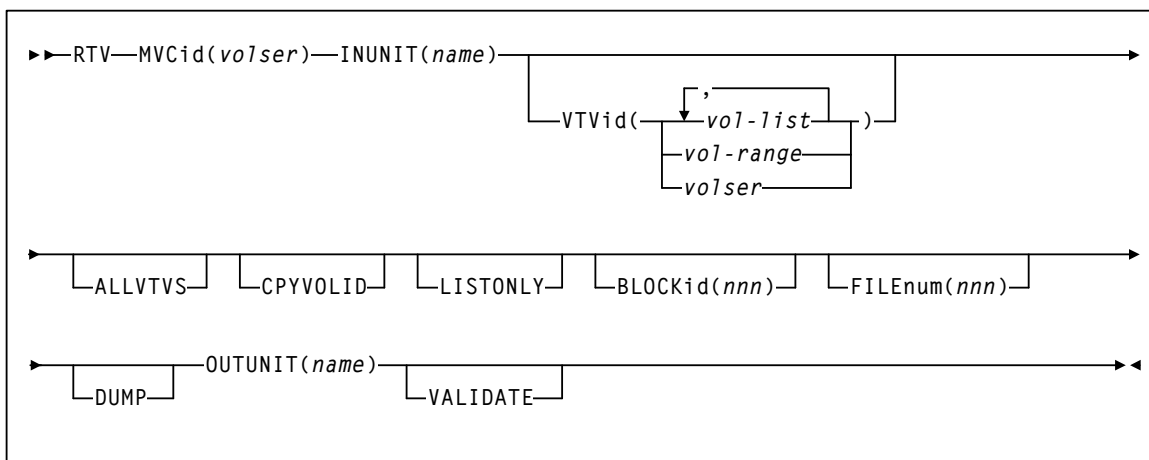 RTV MVCid(volser) INUNIT(name)
VTVid( vol-list )
,
vol-range
volser
ALLVTVS CPYVOLID LISTONLY BLOCKid(nnn) FILEnum(nnn)
OUTUNIT(name)
DUMP VALIDATE